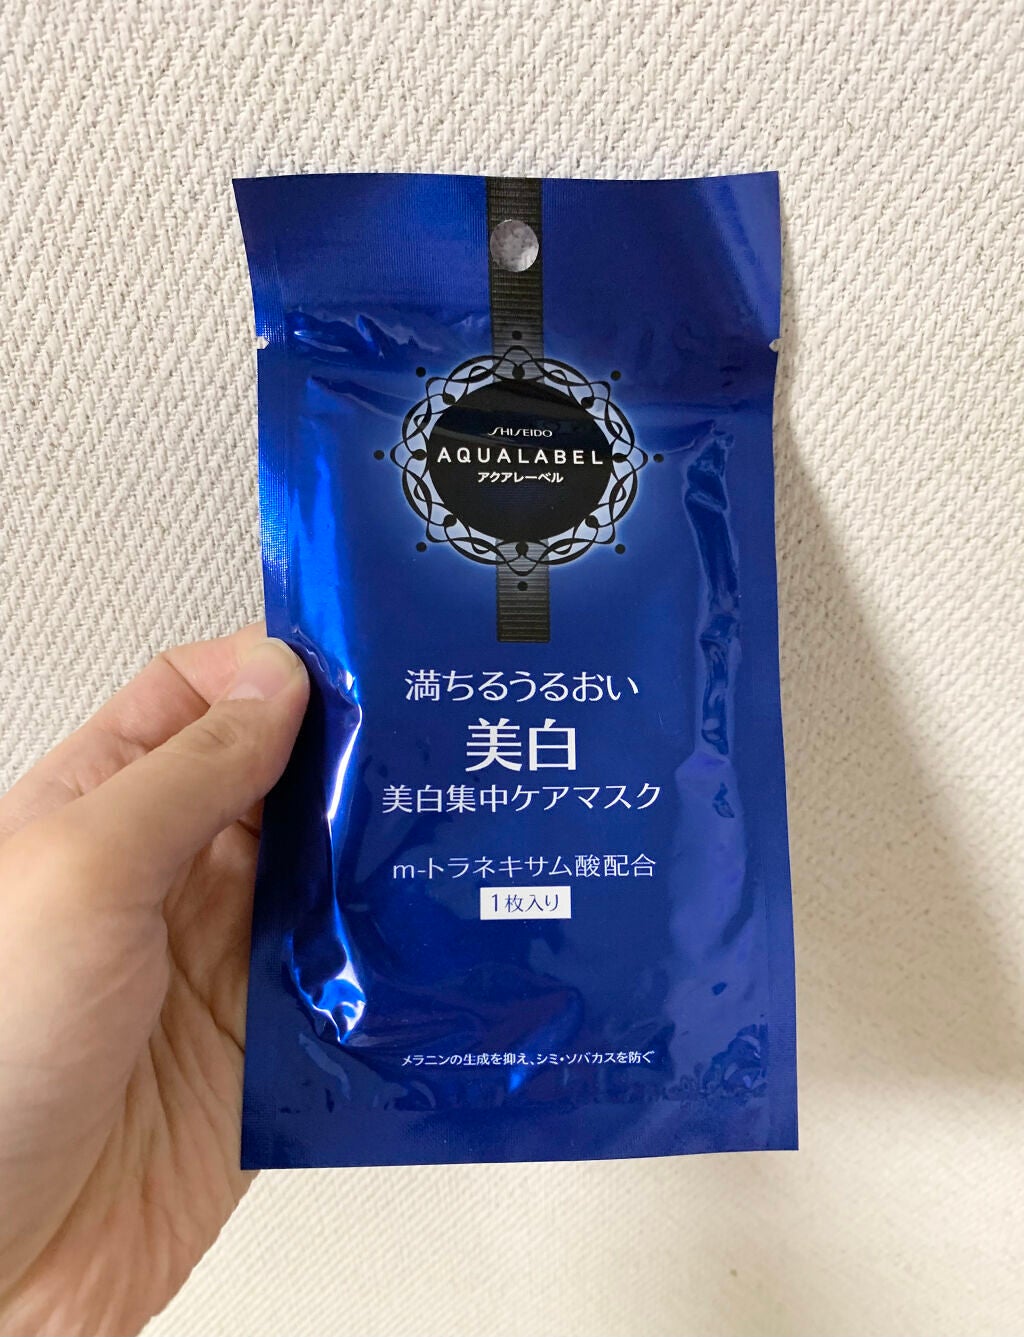 SHISEIDO
AQUALABEL
アクアレーベル
満ちるうるおい
美白
美白集中ケアマスク
m-トラネキサム酸配合
1枚入り
メラニンの生成を抑え、シミ・ソバカスを防ぐ